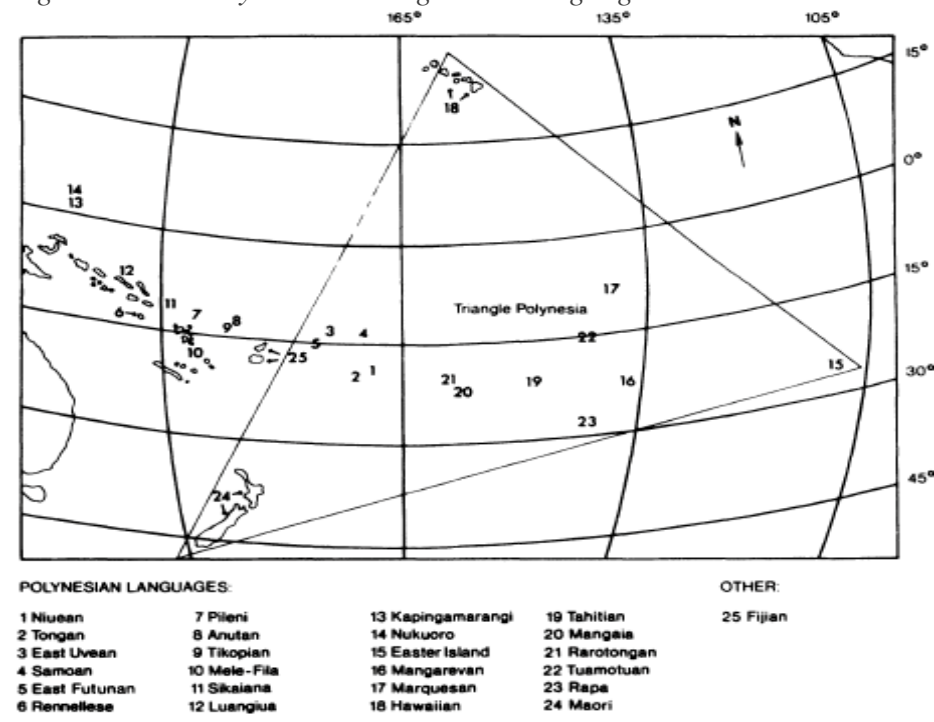 165° 135° 105°
15°
18
N
0°
14
13
15°
12
11
17
6
7
Triangle Polynesia
9 8
3 4
22
5
10
25
1
2
21 19 16
15
30°
20
23
45°
24
POLYNESIAN LANGUAGES:
OTHER:
1 Niuean 7 Pileni 13 Kapingamarangi 19 Tahitian 25 Fijian
2 Tongan 8 Anutan 14 Nukuoro 20 Mangaia
3 East Uvean 9 Tikopian 15 Easter Island 21 Rarotongan
4 Samoan 10 Mele-Fila 16 Mangarevan 22 Tuamotuan
5 East Futunan 11 Sikaiana 17 Marquesan 23 Rapa
6 Rennellese 12 Luangiua 18 Hawaiian 24 Maori